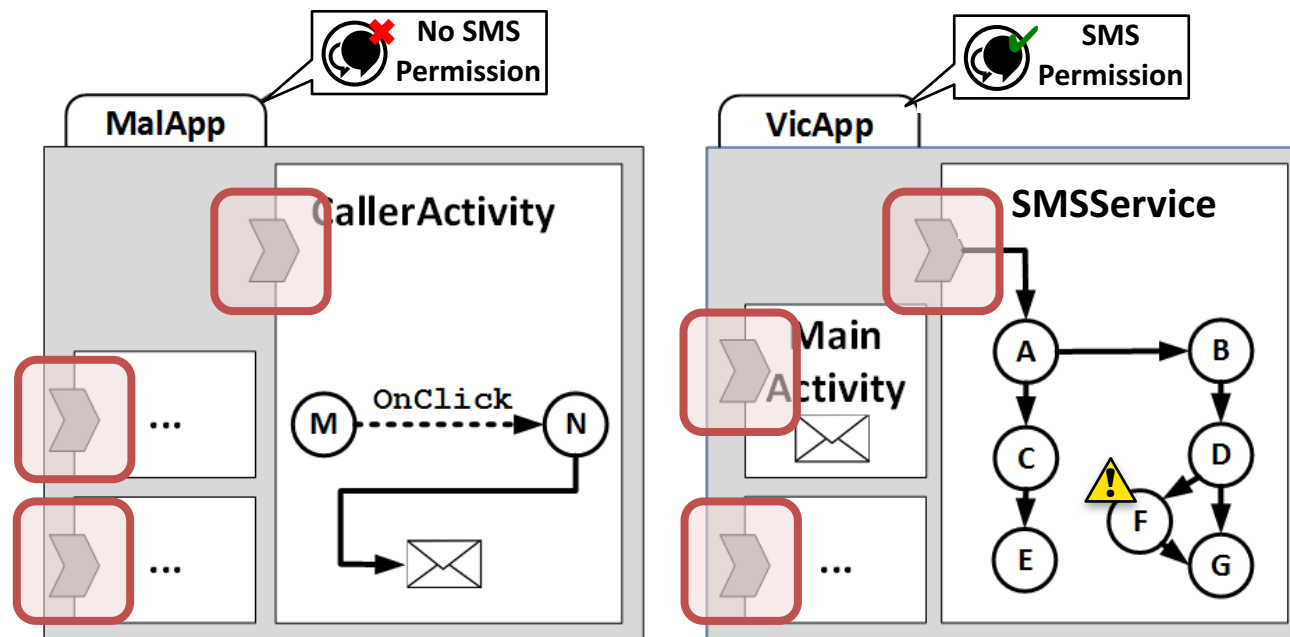 No SMS
Permission
MalApp
CallerActivity
...
...
M
OnClick
N
SMS
Permission
VicApp
SMSService
Main
Activity
...
A
B
C
D
!
F
E
G